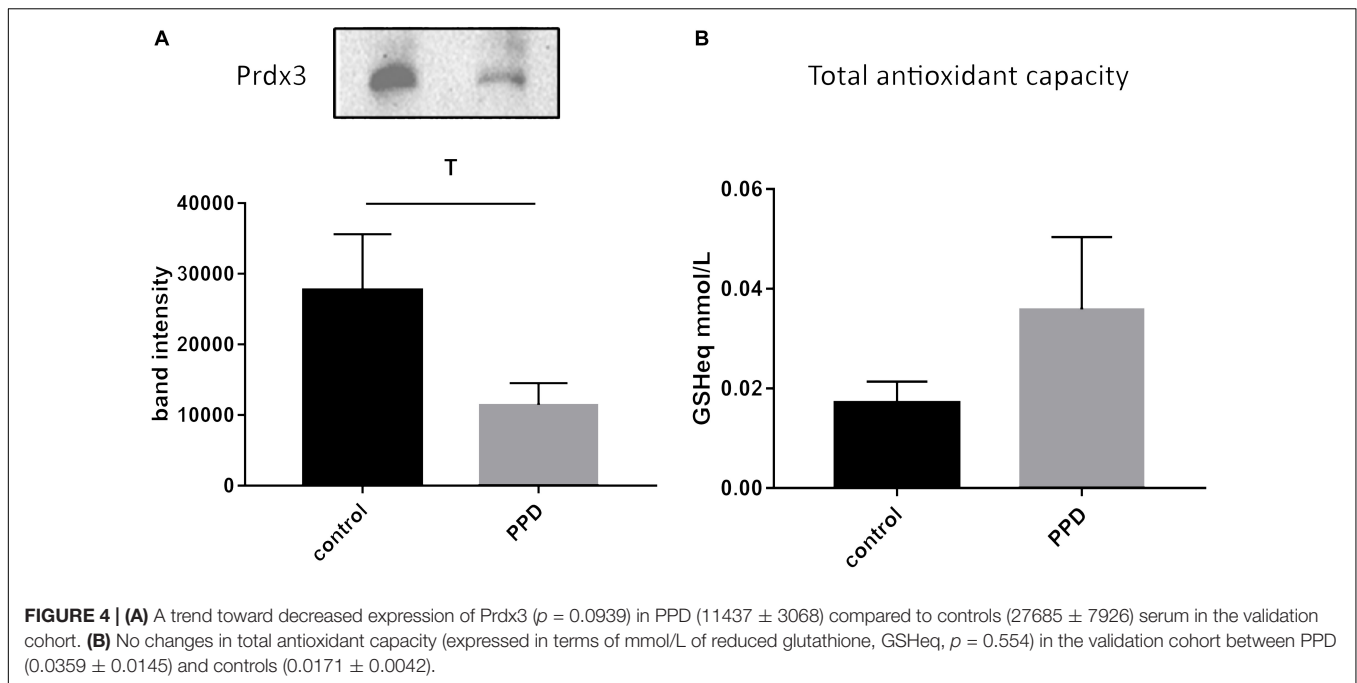 A
Prdx3
T
40000
30000
20000
10000
0
band intensity
control
PPD
B
Total antioxidant capacity
0.06
0.04
0.02
0.00
GSHeq mmol/L
control
PPD
FIGURE 4 | (A) A trend toward decreased expression of Prdx3 (p = 0.0939) in PPD (11437 ± 3068) compared to controls (27685 ± 7926) serum in the validation
cohort. (B) No changes in total antioxidant capacity (expressed in terms of mmol/L of reduced glutathione, GSHeq, p = 0.554) in the validation cohort between PPD
(0.0359 ± 0.0145) and controls (0.0171 ± 0.0042).